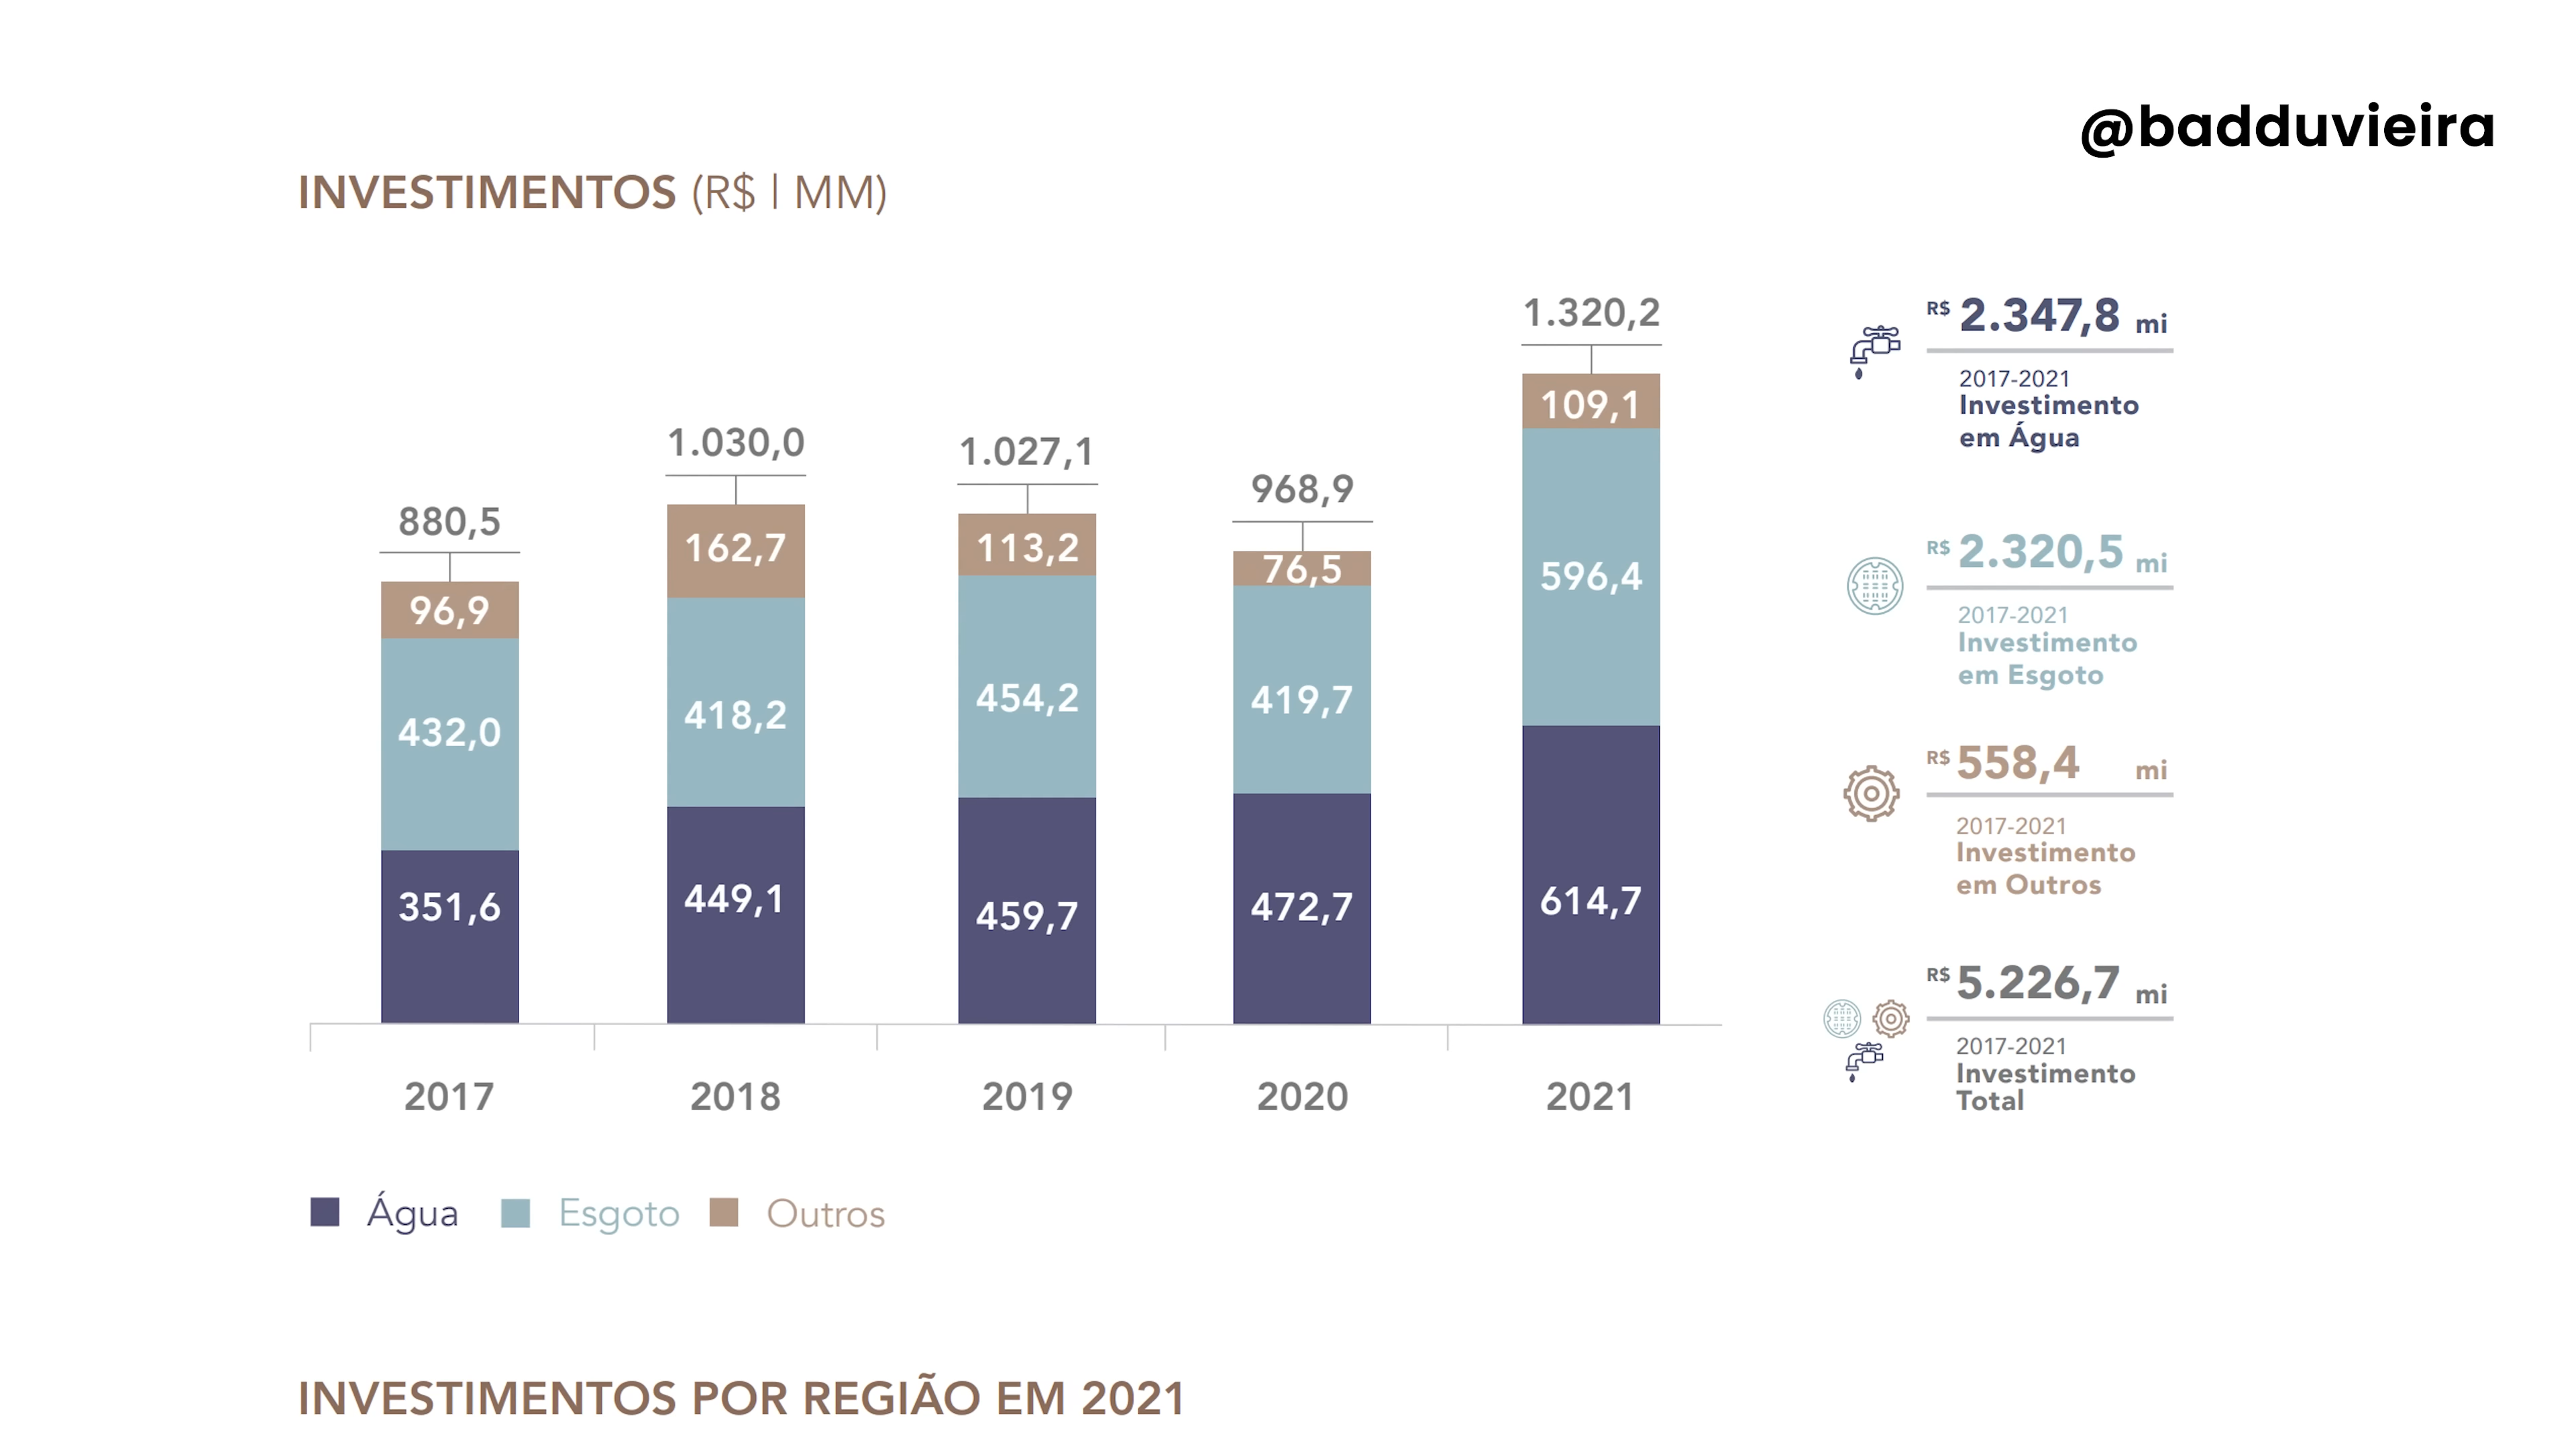 @badduvieira
INVESTIMENTOS (R$ | MM)
880,5
1.030,0
1.027,1
968,9
1.320,2
96,9
162,7
113,2
76,5
109,1
432,0
418,2
454,2
419,7
596,4
351,6
449,1
459,7
472,7
614,7
2017
2018
2019
2020
2021
Água
Esgoto
Outros
R$ 2.347,8 mi
2017-2021
Investimento
em Água
R$ 2.320,5 mi
2017-2021
Investimento
em Esgoto
R$ 558,4 mi
2017-2021
Investimento
em Outros
R$ 5.226,7 mi
2017-2021
Investimento
Total
INVESTIMENTOS POR REGIÃO EM 2021